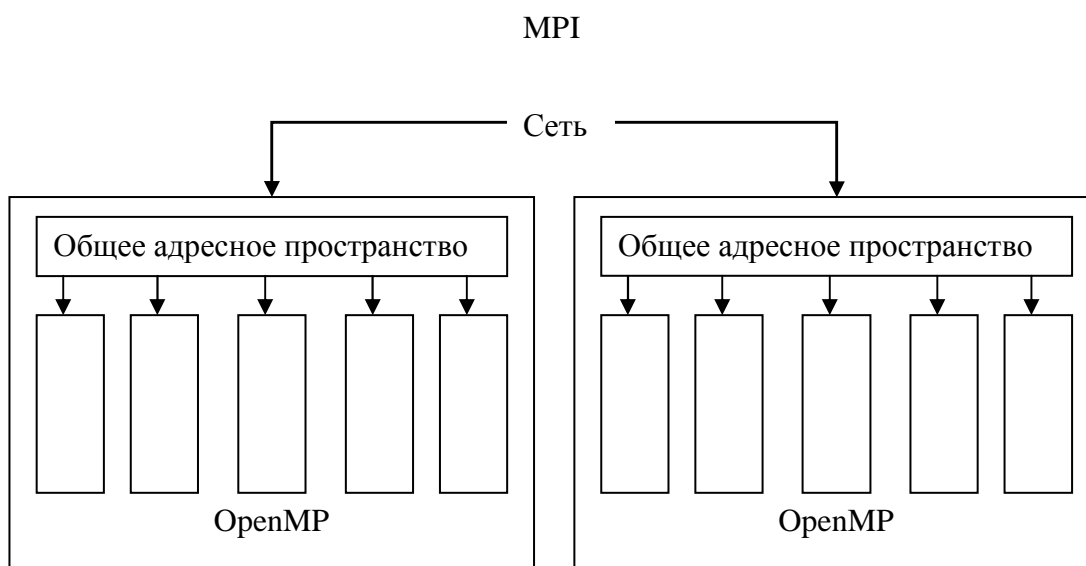 MPI
Сеть
Общее адресное пространство
Общее адресное пространство
OpenMP
OpenMP